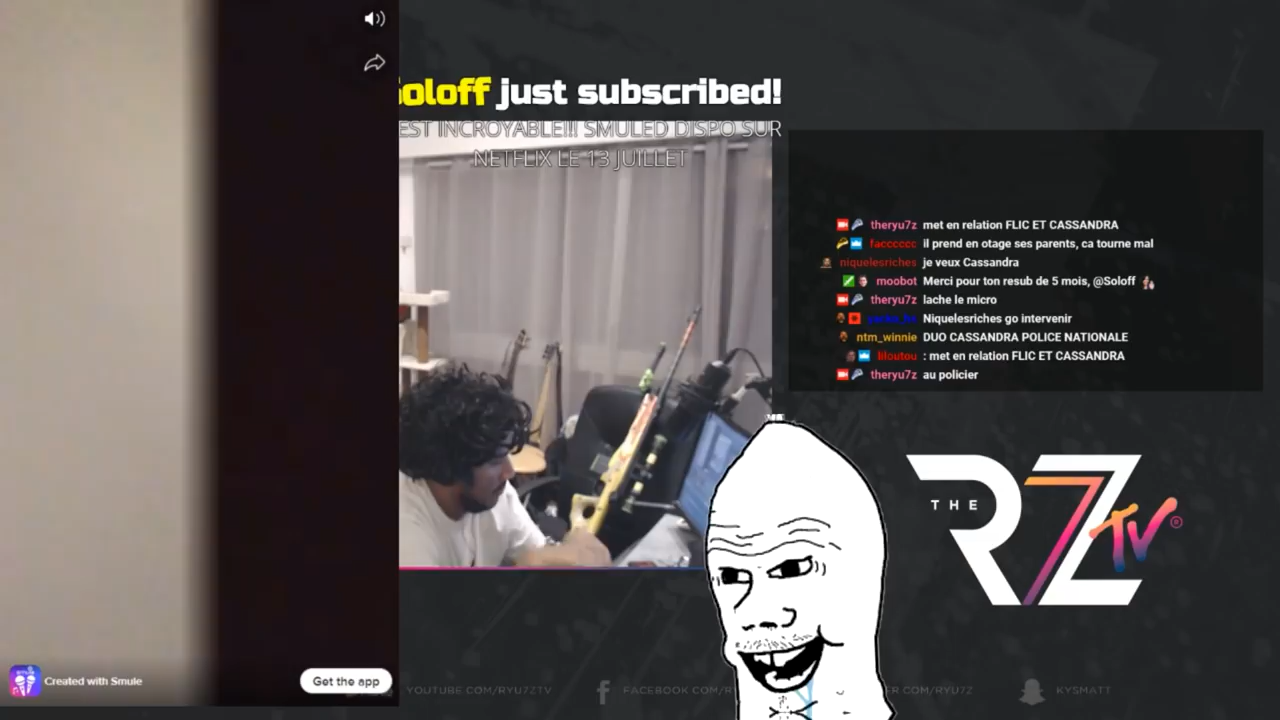 Soloff just subscribed!
EST INCROYABLE!!! SMULED DISPO SUR
NETFLIX LE 13 JUILLET
theryu7z met en relation FLIC ET CASSANDRA
faccccc il prend en otage ses parents, ca tourne mal
niquelesriches je veux Cassandra
moobot Merci pour ton resub de 5 mois, @Soloff
theryu7z lache le micro
Niquelesriches go intervenir
ntm_winnie DUO CASSANDRA POLICE NATIONALE
liloutou : met en relation FLIC ET CASSANDRA
theryu7z au policier
THE R7Z TV
Created with Smule
Get the app
YOUTUBE.COM/RYU7ZTV
FACEBOOK.COM/R
ER.COM/RYU7Z
KYSMATT